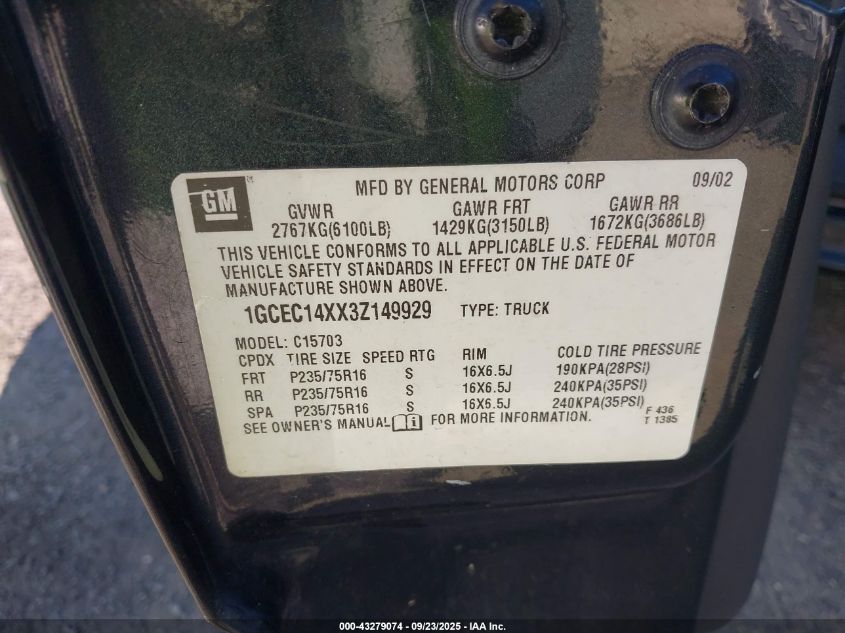 GM
MFD BY GENERAL MOTORS CORP 09/02
GVWR GAWR FRT GAWR RR
2767KG(6100LB) 1429KG(3150LB) 1672KG(3686LB)
THIS VEHICLE CONFORMS TO ALL APPLICABLE U.S. FEDERAL MOTOR
VEHICLE SAFETY STANDARDS IN EFFECT ON THE DATE OF
MANUFACTURE SHOWN ABOVE.
1GCEC14XX3Z149929 TYPE: TRUCK
MODEL: C15703
CPDX TIRE SIZE SPEED RTG RIM COLD TIRE PRESSURE
FRT P235/75R16 S 16X6.5J 190KPA(28PSI)
RR P235/75R16 S 16X6.5J 240KPA(35PSI)
SPA P235/75R16 S 16X6.5J 240KPA(35PSI)
SEE OWNER'S MANUAL i FOR MORE INFORMATION.
F 436
T 1385
000-43279074 - 09/23/2025 - IAA Inc.